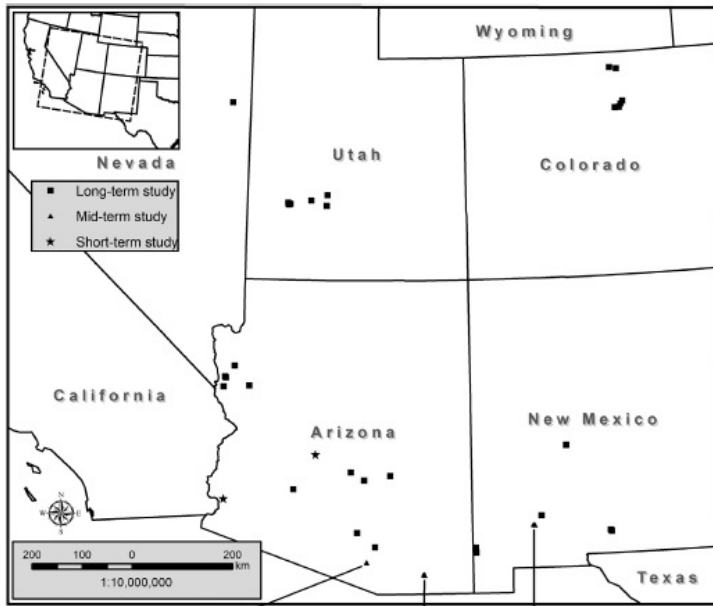 Wyoming
Nevada
Utah
Colorado
Long-term study
Mid-term study
Short-term study
California
Arizona
New Mexico
N
W E
S
200 100 0 200
km
1:10,000,000
Texas